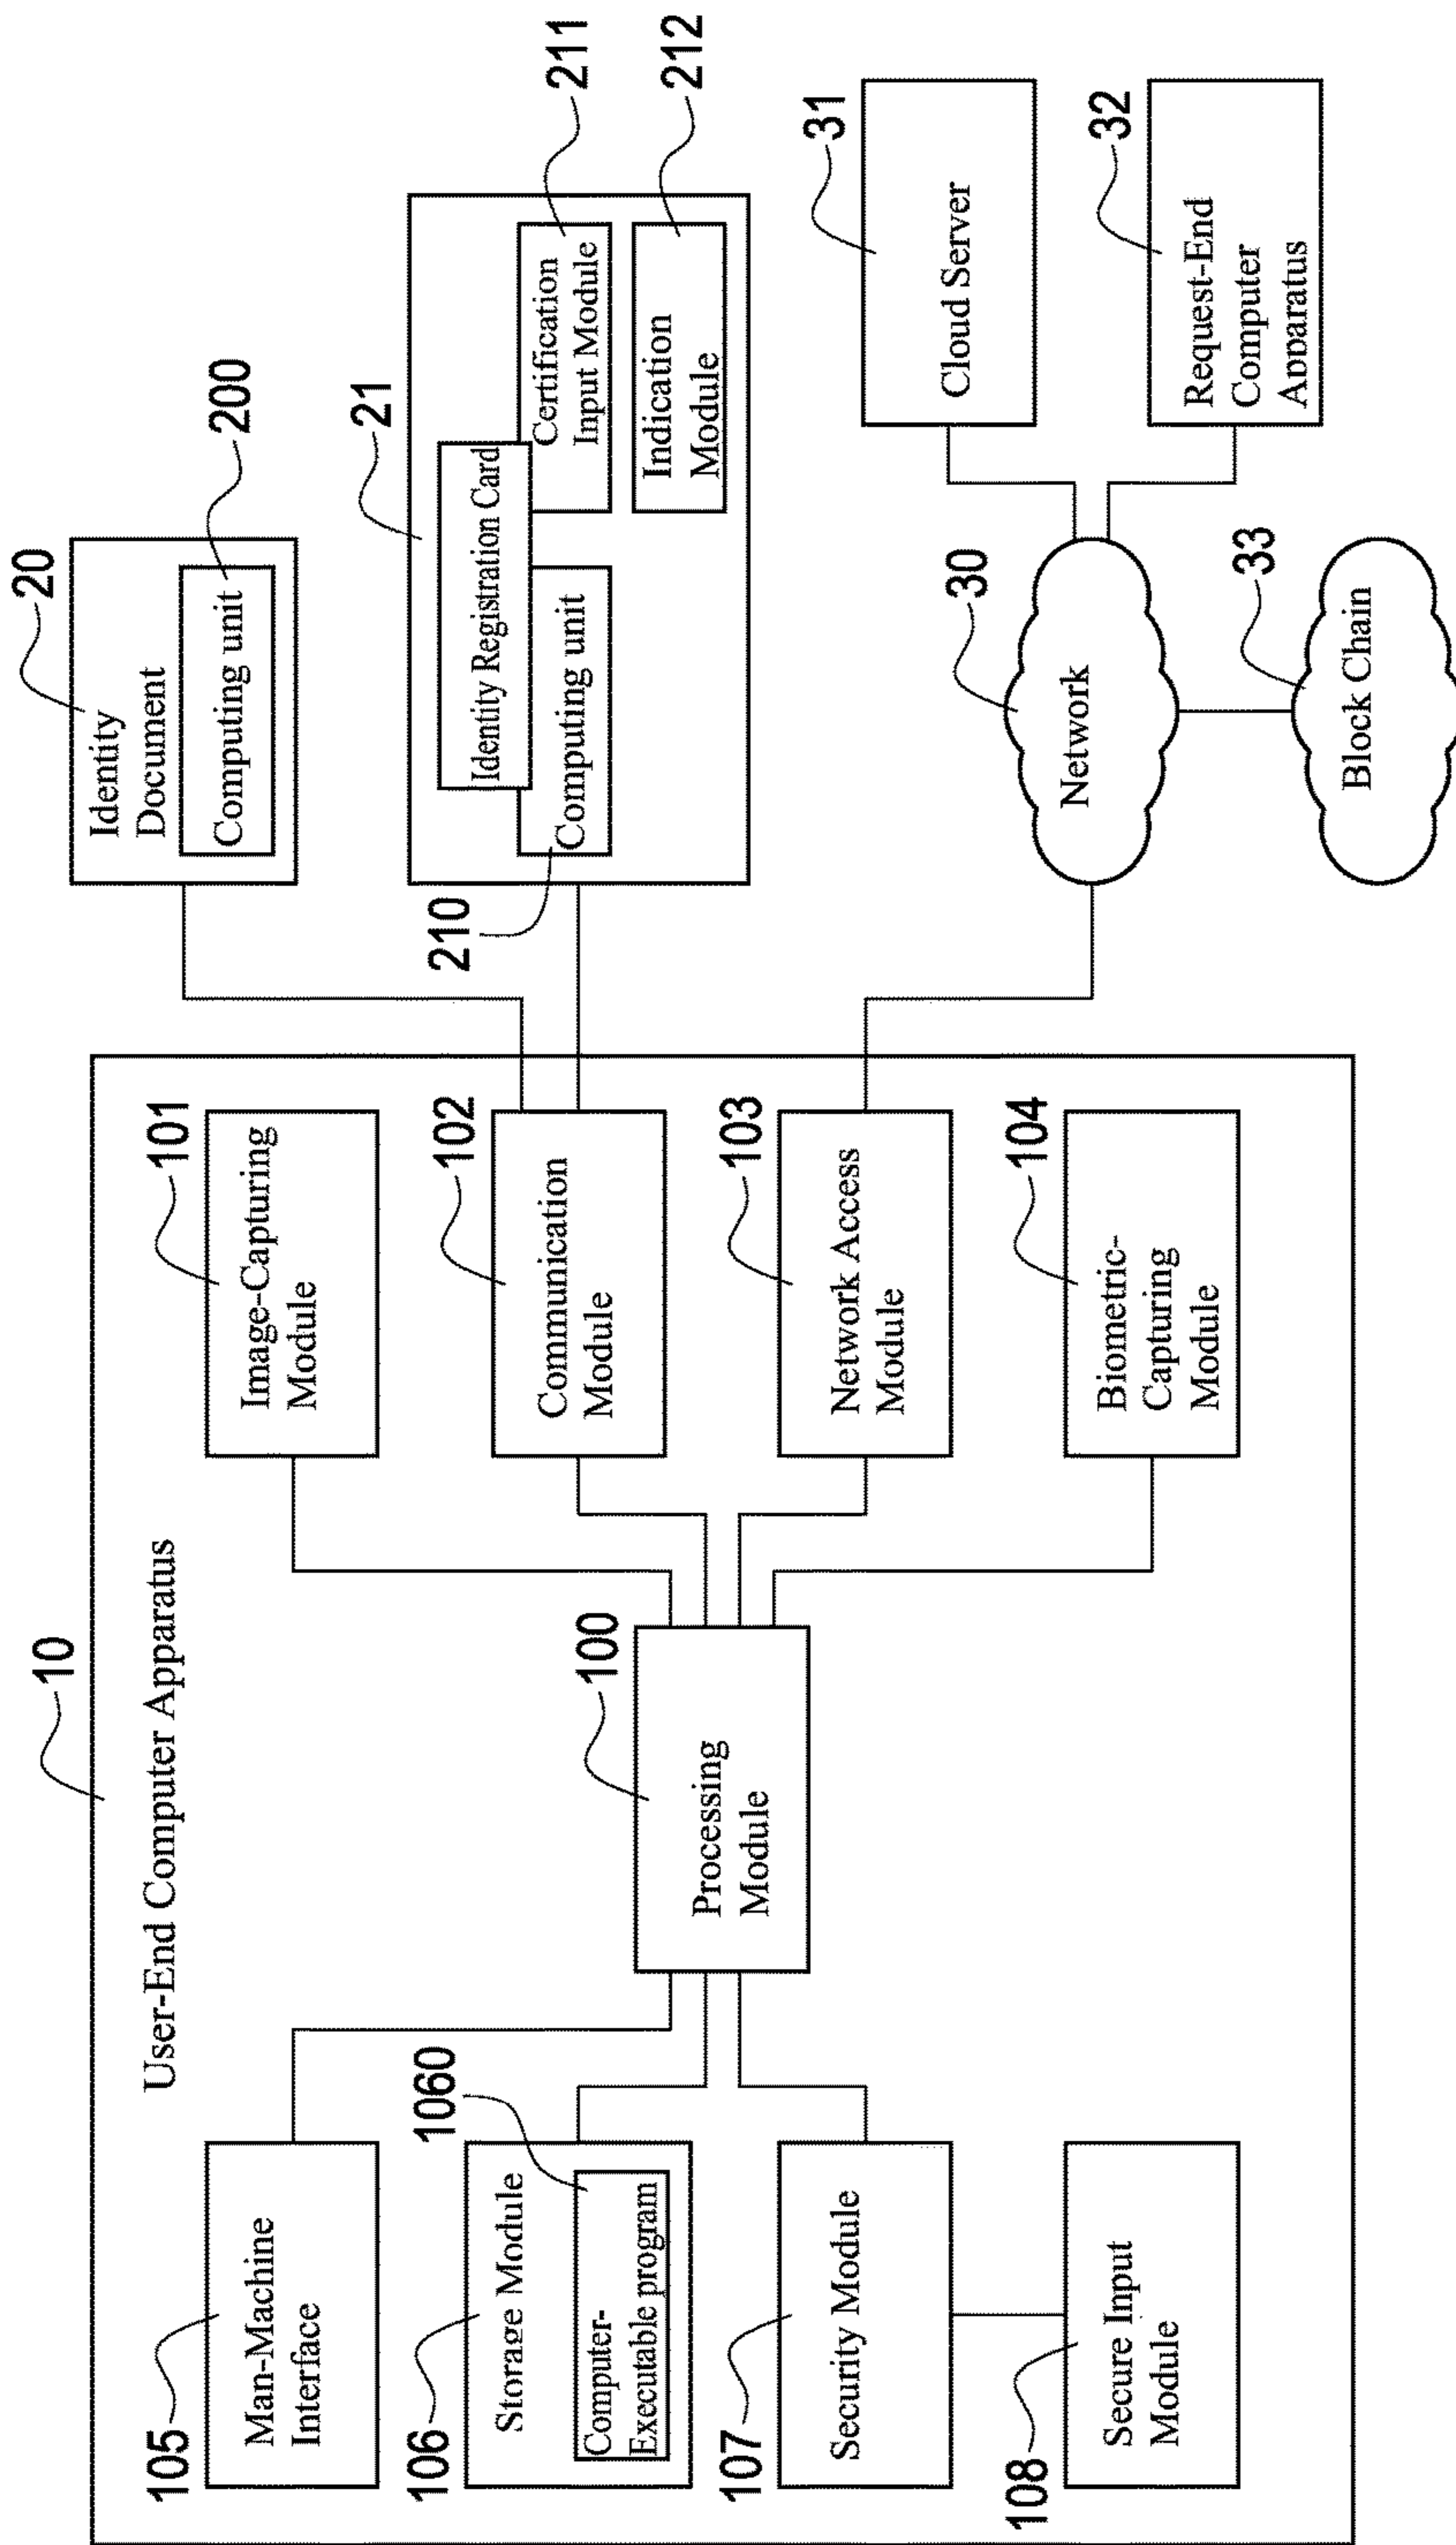 10
User-End Computer Apparatus
105
Man-Machine
Interface
106
Storage Module
1060
Computer-
Executable program
107
Security Module
108
Secure Input
Module
100
Processing
Module
101
Image-Capturing
Module
102
Communication
Module
103
Network Access
Module
104
Biometric-
Capturing
Module
20
Identity
Document
200
Computing unit
21
Identity Registration Card
210
Computing unit
211
Certification
Input Module
212
Indication
Module
30
Network
31
Cloud Server
32
Request-End
Computer
Apparatus
33
Block Chain